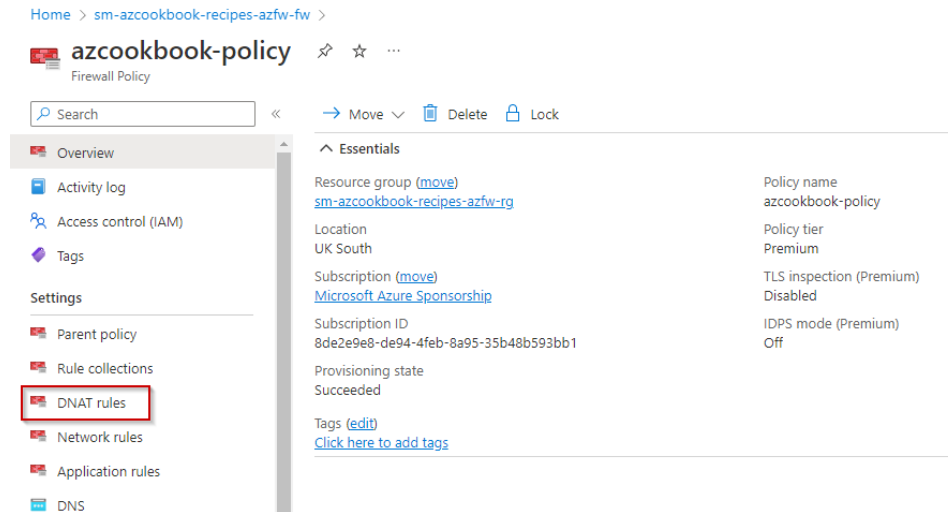 Home > sm-azcookbook-recipes-azfw-fw >
azcookbook-policy
Firewall Policy
Search
Move
Delete
Lock
Overview
Activity log
Access control (IAM)
Tags
Settings
Parent policy
Rule collections
DNAT rules
Network rules
Application rules
DNS
Essentials
Resource group (move)
sm-azcookbook-recipes-azfw-rg
Location
UK South
Subscription (move)
Microsoft Azure Sponsorship
Subscription ID
8de2e9e8-de94-4feb-8a95-35b48b593bb1
Provisioning state
Succeeded
Tags (edit)
Click here to add tags
Policy name
azcookbook-policy
Policy tier
Premium
TLS inspection (Premium)
Disabled
IDPS mode (Premium)
Off